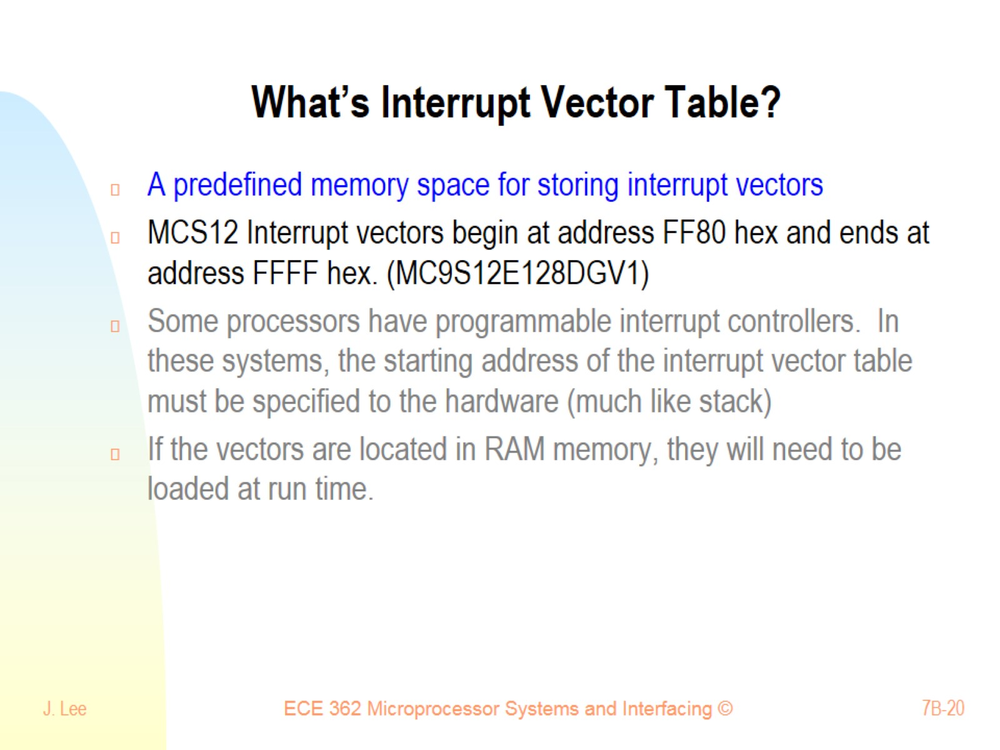 What's Interrupt Vector Table?
A predefined memory space for storing interrupt vectors
MCS12 Interrupt vectors begin at address FF80 hex and ends at
address FFFF hex. (MC9S12E128DGV1)
Some processors have programmable interrupt controllers.  In
these systems, the starting address of the interrupt vector table
must be specified to the hardware (much like stack)
If the vectors are located in RAM memory, they will need to be
loaded at run time.
J. Lee
ECE 362 Microprocessor Systems and Interfacing ©
7B-20